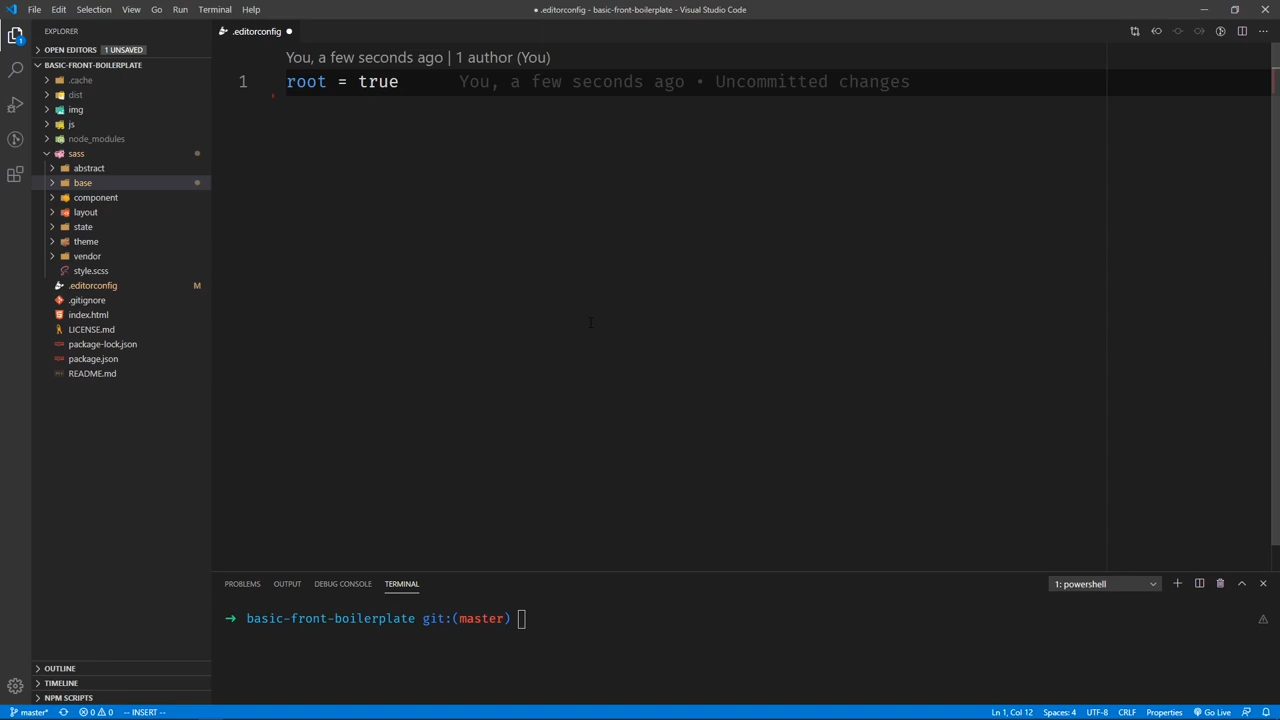 File Edit Selection View Go Run Terminal Help
● .editorconfig - basic-front-boilerplate - Visual Studio Code
EXPLORER
OPEN EDITORS 1 UNSAVED
BASIC-FRONT-BOILERPLATE
.cache
dist
img
js
node_modules
sass
abstract
base
component
layout
state
theme
vendor
style.scss
.editorconfig M
.gitignore
index.html
LICENSE.md
package-lock.json
package.json
README.md
OUTLINE
TIMELINE
NPM SCRIPTS
.editorconfig ●
You, a few seconds ago | 1 author (You)
1 root = true You, a few seconds ago • Uncommitted changes
PROBLEMS OUTPUT DEBUG CONSOLE TERMINAL 1: powershell
➜ basic-front-boilerplate git:(master)
1
master* 0 0 -- INSERT -- Ln 1, Col 12 Spaces: 4 UTF-8 CRLF Properties Go Live